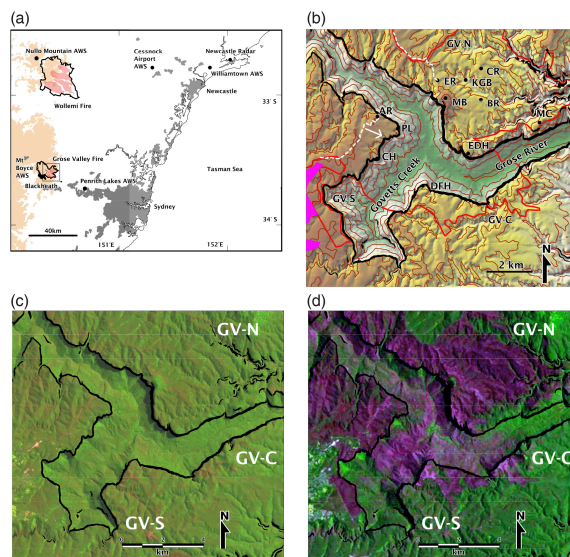 (a)
Nullo Mountain AWS
Cessnock
Airport
AWS
Newcastle Radar
Williamtown AWS
Wollemi Fire
Newcastle
33°S
Mt
Boyce
AWS
Grose Valley Fire
Blackheath
Penrith Lakes AWS
Tasman Sea
Sydney
40km
34°S
151°E
152°E
(b)
GV-N
ER
CR
KGB
MB
BR
AR
MC
PL
EDH
CH
Grose River
Govetts Creek
GV-S
DFH
GV-C
2 km
N
(c)
GV-N
GV-C
GV-S
N
km
(d)
GV-N
GV-C
GV-S
N
km